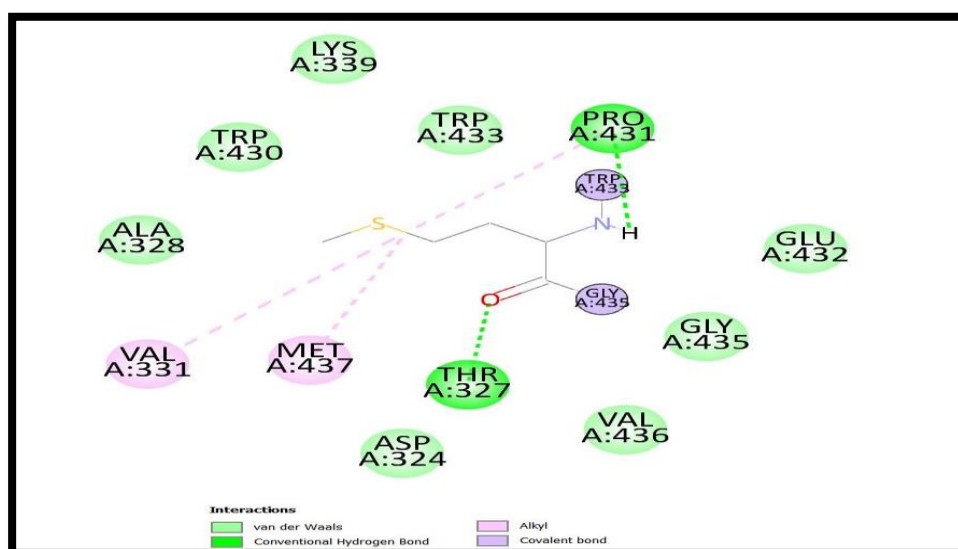 LYS
A:339
TRP
A:433
PRO
A:431
TRP
A:430
TRP
A:433
N
H
S
ALA
A:328
GLU
A:432
O
GLY
A:435
GLY
A:435
VAL
A:331
MET
A:437
THR
A:327
VAL
A:436
ASP
A:324
Interactions
van der Waals
Conventional Hydrogen Bond
Alkyl
Covalent bond